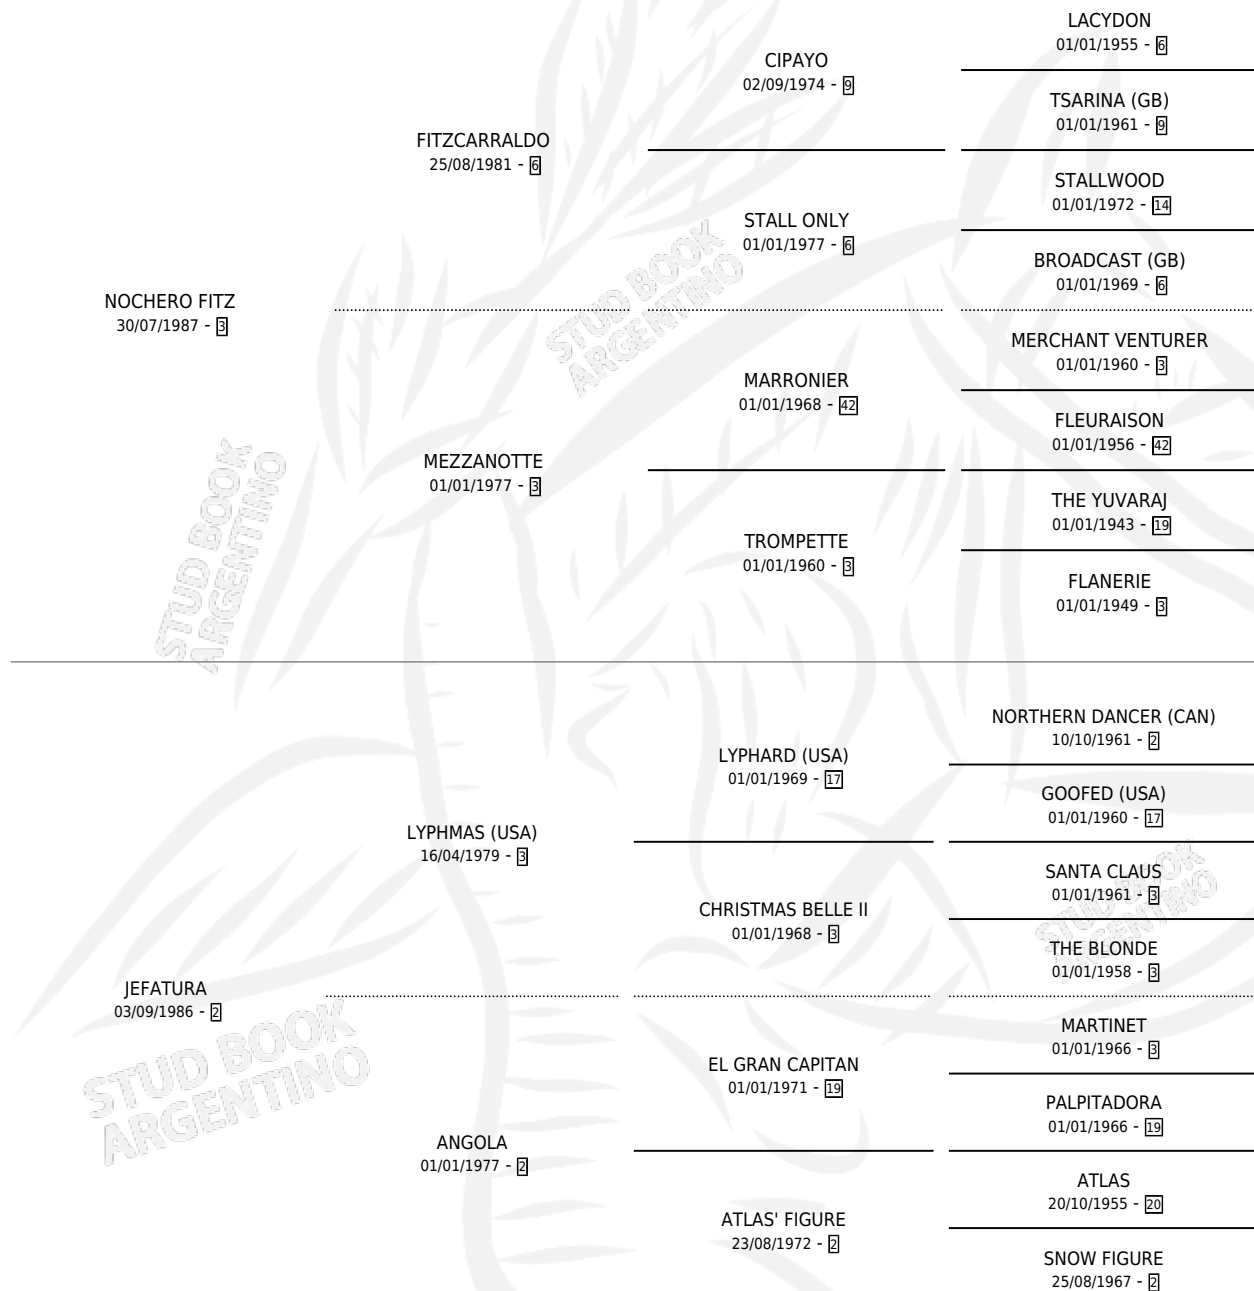 LACYDON
01/01/1955 - 6
CIPAYO
02/09/1974 - 9
TSARINA (GB)
01/01/1961 - 9
FITZCARRALDO
25/08/1981 - 6
STALLWOOD
01/01/1972 - 14
STALL ONLY
01/01/1977 - 6
BROADCAST (GB)
01/01/1969 - 6
NOCHERO FITZ
30/07/1987 - 3
STUD BOOK
ARGENTINO
MERCHANT VENTURER
01/01/1960 - 3
MARRONIER
01/01/1968 - 42
FLEURAISON
01/01/1956 - 42
MEZZANOTTE
01/01/1977 - 3
THE YUVARAJ
01/01/1943 - 19
TROMPETTE
01/01/1960 - 3
FLANERIE
01/01/1949 - 3
STUD BOOK
ARGENTINO
NORTHERN DANCER (CAN)
10/10/1961 - 2
LYPHARD (USA)
01/01/1969 - 17
GOOFED (USA)
01/01/1960 - 17
LYPHMAS (USA)
16/04/1979 - 3
SANTA CLAUS
01/01/1961 - 3
CHRISTMAS BELLE II
01/01/1968 - 3
THE BLONDE
01/01/1958 - 3
STUD BOOK
ARGENTINO
JEFATURA
03/09/1986 - 2
MARTINET
01/01/1966 - 3
EL GRAN CAPITAN
01/01/1971 - 19
PALPITADORA
01/01/1966 - 19
STUD BOOK
ARGENTINO
ANGOLA
01/01/1977 - 2
ATLAS
20/10/1955 - 20
ATLAS' FIGURE
23/08/1972 - 2
SNOW FIGURE
25/08/1967 - 2